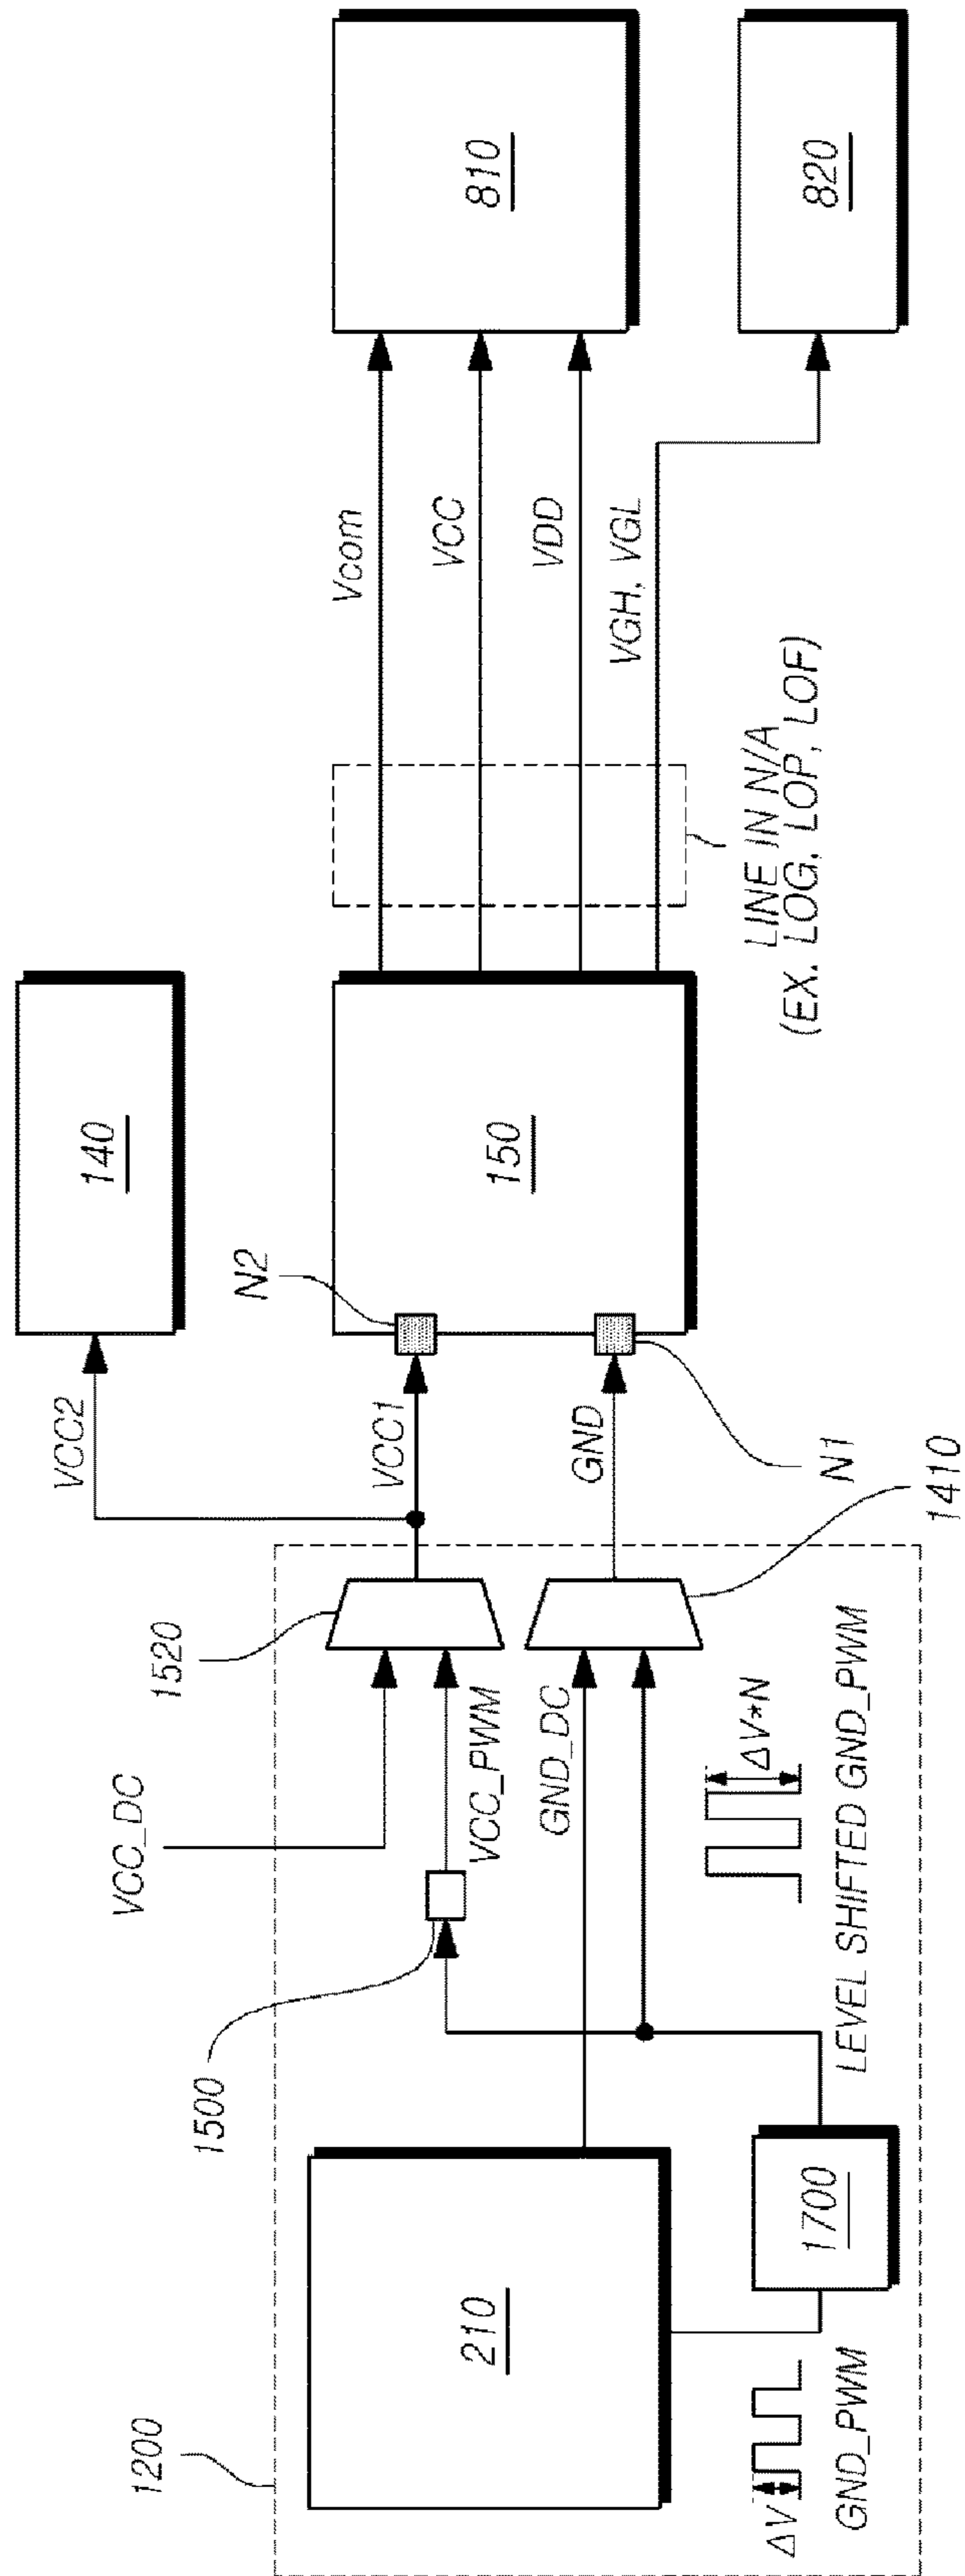 1200
210
ΔV
GND_PWM
1700
1500
VCC_DC
VCC_PWM
GND_DC
ΔV*N
LEVEL SHIFTED GND_PWM
1520
1410
VCC2
VCC1
GND
N2
N1
140
150
LINE IN N/A
(EX. LOG, LOP, LOF)
Vcom
VCC
VDD
VGH, VGL
810
820